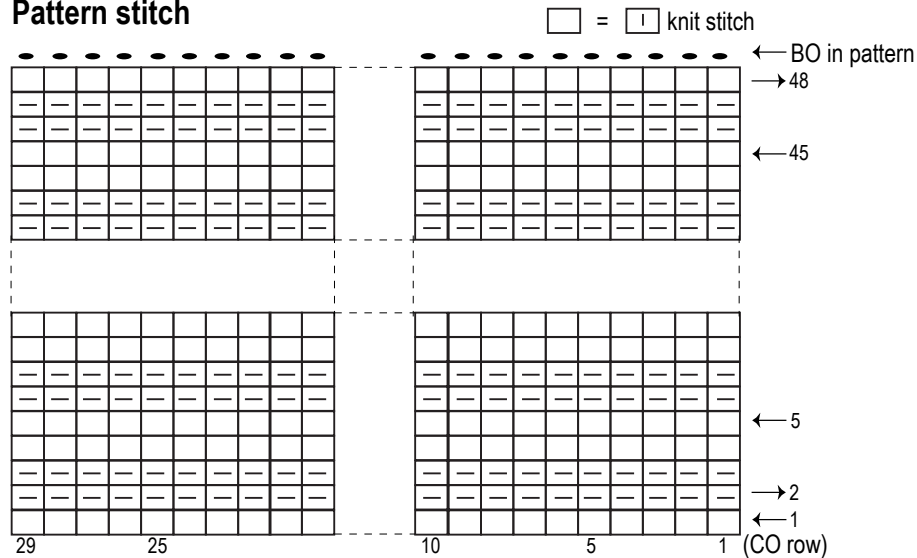 Pattern stitch
= knit stitch
BO in pattern
48
45
5
2
1
29 25 10 5 1 (CO row)